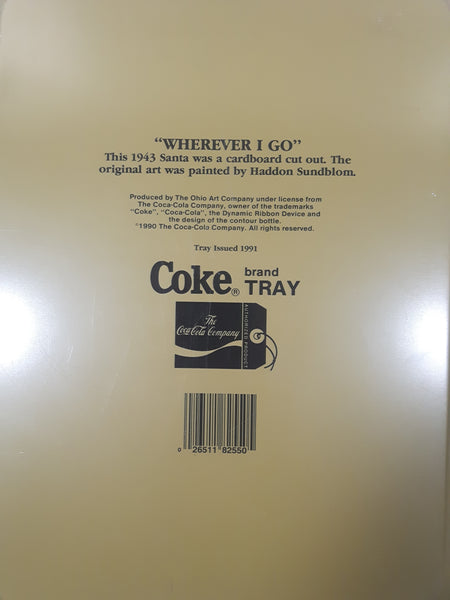 "WHEREVER I GO"
This 1943 Santa was a cardboard cut out. The
original art was painted by Haddon Sundblom.
Produced by The Ohio Art Company under license from
The Coca-Cola Company, owner of the trademarks
"Coke", "Coca-Cola", the Dynamic Ribbon Device and
the design of the contour bottle.
©1990 The Coca-Cola Company. All rights reserved.
Tray Issued 1991
Coke® brand TRAY
The
Coca-Cola Company
AUTHORIZED PRODUCT
0 26511 82550